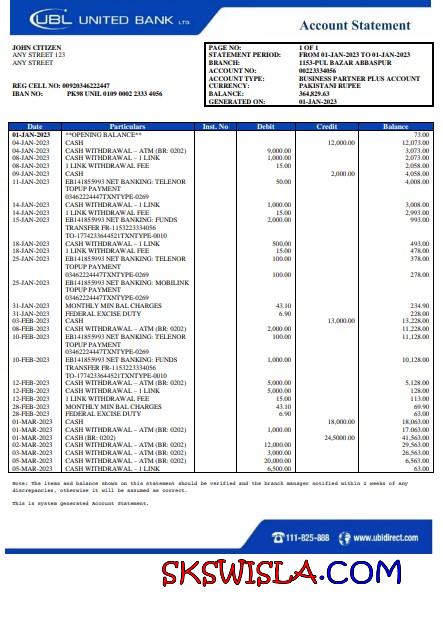 UBL UNITED BANK LTD.
Account Statement
JOHN CITIZEN
ANY STREET 123
ANY STREET
REG CELL NO: 00920346222447
IBAN NO: PK98 UNIL 0109 0002 2333 4056
PAGE NO: 1 OF 1
STATEMENT PERIOD: FROM 01-JAN-2023 TO 01-JAN-2023
BRANCH: 1153-PUL BAZAR ABBASPUR
ACCOUNT NO: 00223334056
ACCOUNT TYPE: BUSINESS PARTNER PLUS ACCOUNT
CURRENCY: PAKISTANI RUPEE
BALANCE: 364,829.63
GENERATED ON: 01-JAN-2023
Date Particulars Inst. No Debit Credit Balance
01-JAN-2023 **OPENING BALANCE** 73.00
04-JAN-2023 CASH 12,000.00 12,073.00
04-JAN-2023 CASH WITHDRAWAL – ATM (BR: 0202) 9,000.00 3,073.00
08-JAN-2023 CASH WITHDRAWAL – 1 LINK 1,000.00 2,073.00
08-JAN-2023 1 LINK WITHDRAWAL FEE 15.00 2,058.00
09-JAN-2023 CASH 2,000.00 4,058.00
11-JAN-2023 EB141855993 NET BANKING: TELENOR 50.00 4,008.00
TOPUP PAYMENT
03462224447TXNTYPE-0269
14-JAN-2023 CASH WITHDRAWAL – 1 LINK 1,000.00 3,008.00
14-JAN-2023 1 LINK WITHDRAWAL FEE 15.00 2,993.00
15-JAN-2023 EB141855993 NET BANKING: FUNDS 2,000.00 993.00
TRANSFER FR-1153223334056
TO-1774233644521TXNTYPE-0010
18-JAN-2023 CASH WITHDRAWAL – 1 LINK 500.00 493.00
18-JAN-2023 1 LINK WITHDRAWAL FEE 15.00 478.00
25-JAN-2023 EB141855993 NET BANKING: TELENOR 100.00 378.00
TOPUP PAYMENT
03462224447TXNTYPE-0269 100.00 278.00
25-JAN-2023 EB141855993 NET BANKING: MOBILINK
TOPUP PAYMENT
03462224447TXNTYPE-0269
31-JAN-2023 MONTHLY MIN BAL CHARGES 43.10 234.90
31-JAN-2023 FEDERAL EXCISE DUTY 6.90 228.00
03-FEB-2023 CASH 13,000.00 13,228.00
08-FEB-2023 CASH WITHDRAWAL – ATM (BR: 0202) 2,000.00 11,228.00
10-FEB-2023 EB141855993 NET BANKING: TELENOR 100.00 11,128.00
TOPUP PAYMENT
03462224447TXNTYPE-0269
10-FEB-2023 EB141855993 NET BANKING: FUNDS 1,000.00 10,128.00
TRANSFER FR-1153223334056
TO-1774233644521TXNTYPE-0010
12-FEB-2023 CASH WITHDRAWAL – ATM (BR: 0202) 5,000.00 5,128.00
12-FEB-2023 CASH WITHDRAWAL – 1 LINK 5,000.00 128.00
12-FEB-2023 1 LINK WITHDRAWAL FEE 15.00 113.00
28-FEB-2023 MONTHLY MIN BAL CHARGES 43.10 69.90
28-FEB-2023 FEDERAL EXCISE DUTY 6.90 63.00
01-MAR-2023 CASH 18,000.00 18,063.00
01-MAR-2023 CASH WITHDRAWAL – ATM (BR: 0202) 1,000.00 17.063.00
01-MAR-2023 CASH (BR: 0202) 24,5000.00 41,563.00
02-MAR-2023 CASH WITHDRAWAL – ATM (BR: 0202) 12,000.00 29,563.00
03-MAR-2023 CASH WITHDRAWAL – ATM (BR: 0202) 3,000.00 26,563.00
05-MAR-2023 CASH WITHDRAWAL – ATM (BR: 0202) 20,000.00 6,563.00
05-MAR-2023 CASH WITHDRAWAL – 1 LINK 6,500.00 63.00
Note: The items and balance shown on this statement should be verified and the branch manager notified within 2 weeks of any
discrepancies, otherwise it will be assumed as correct.
This is system generated Account Statement.
111-825-888 www.ubldirect.com
SKSWISLA.COM